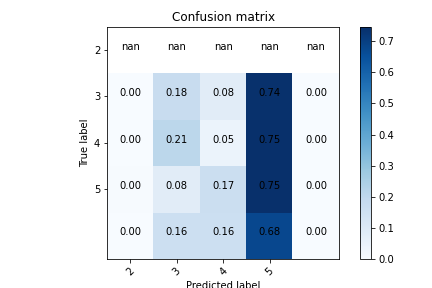 Confusion matrix
2 nan nan nan nan nan
3 0.00 0.18 0.08 0.74 0.00
4 0.00 0.21 0.05 0.75 0.00
5 0.00 0.08 0.17 0.75 0.00
0.00 0.16 0.16 0.68 0.00
True label
2 3 4 5
Predicted label
0.7
0.6
0.5
0.4
0.3
0.2
0.1
0.0